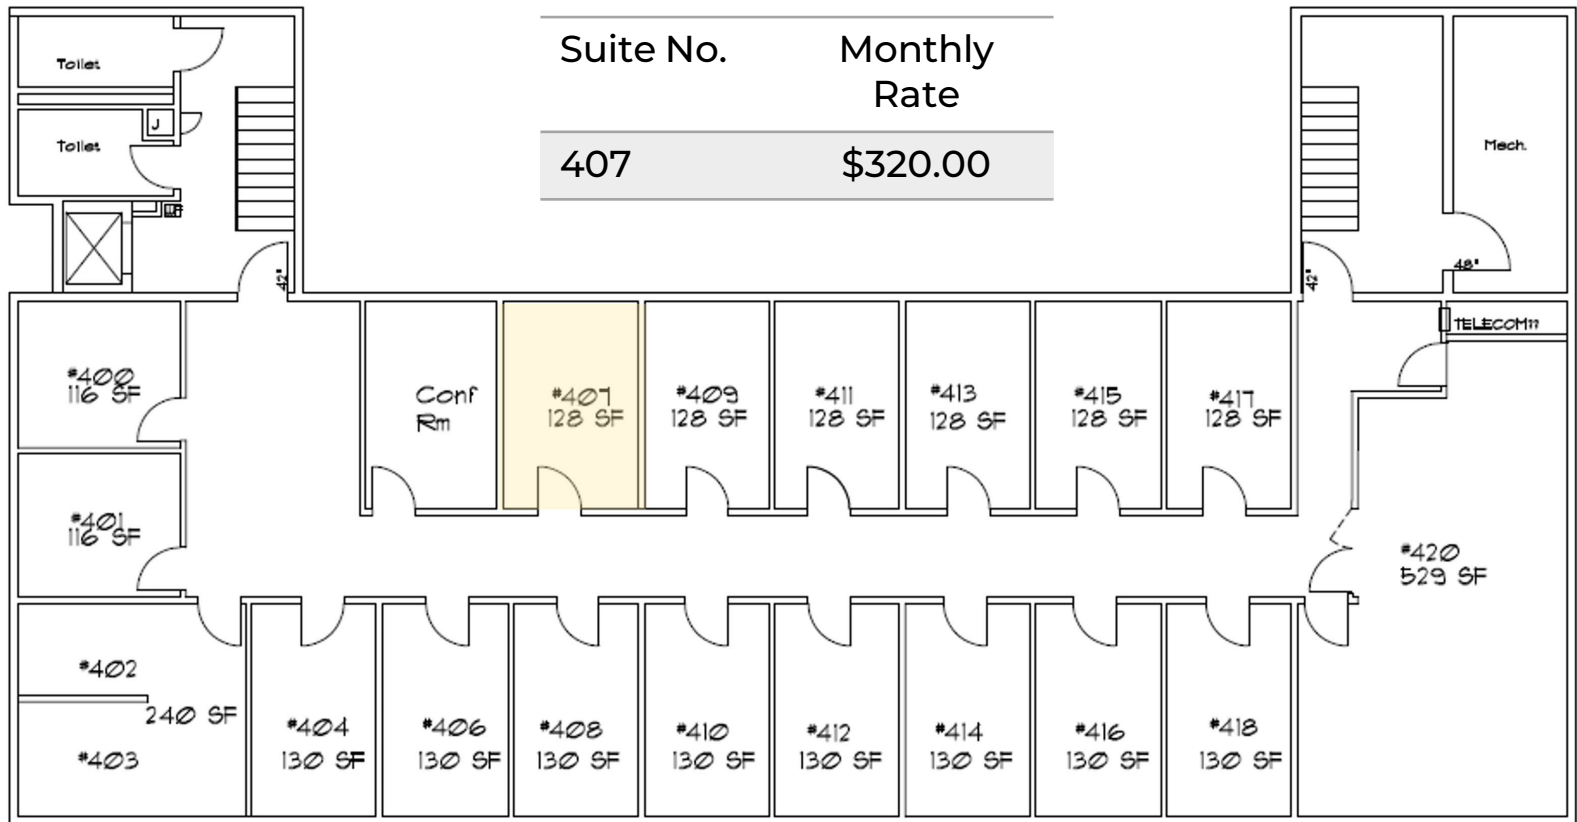 Toilet
J
Toilet
42"
Suite No.
Monthly
Rate
407
$320.00
Mech.
48"
42"
TELECOM??
#400
116 SF
#401
116 SF
Conf
Rm
#407
128 SF
#409
128 SF
#411
128 SF
#413
128 SF
#415
128 SF
#417
128 SF
#420
529 SF
#402
240 SF
#403
#404
130 SF
#406
130 SF
#408
130 SF
#410
130 SF
#412
130 SF
#414
130 SF
#416
130 SF
#418
130 SF